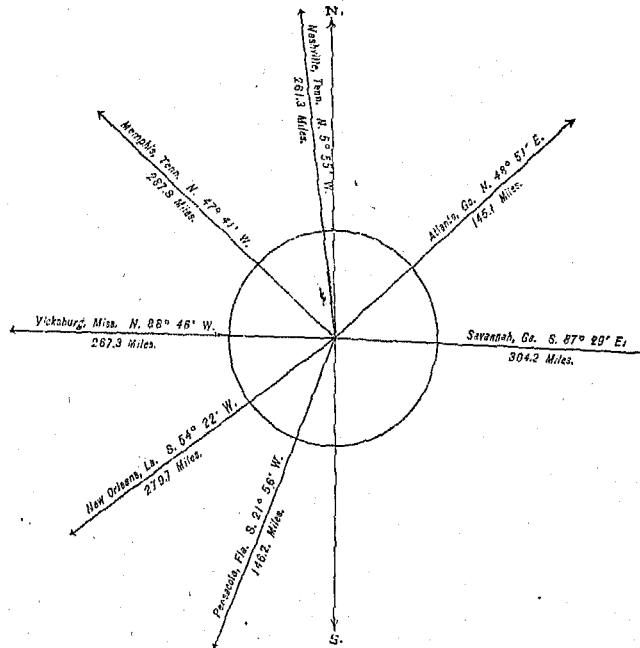 N.
Nashville, Tenn. N. 5° 55' W.
261.3 Miles.
Memphis, Tenn. N. 47° 41' W.
267.8 Miles.
Atlanta, Ga. N. 48° 51' E.
145.1 Miles.
Vicksburg, Miss. N. 88° 46' W.
267.3 Miles.
Savannah, Ga. S. 87° 29' E.
304.2 Miles.
New Orleans, La. S. 54° 22' W.
279.7 Miles.
Pensacola, Fla. S. 21° 56' W.
146.2. Miles.
S.